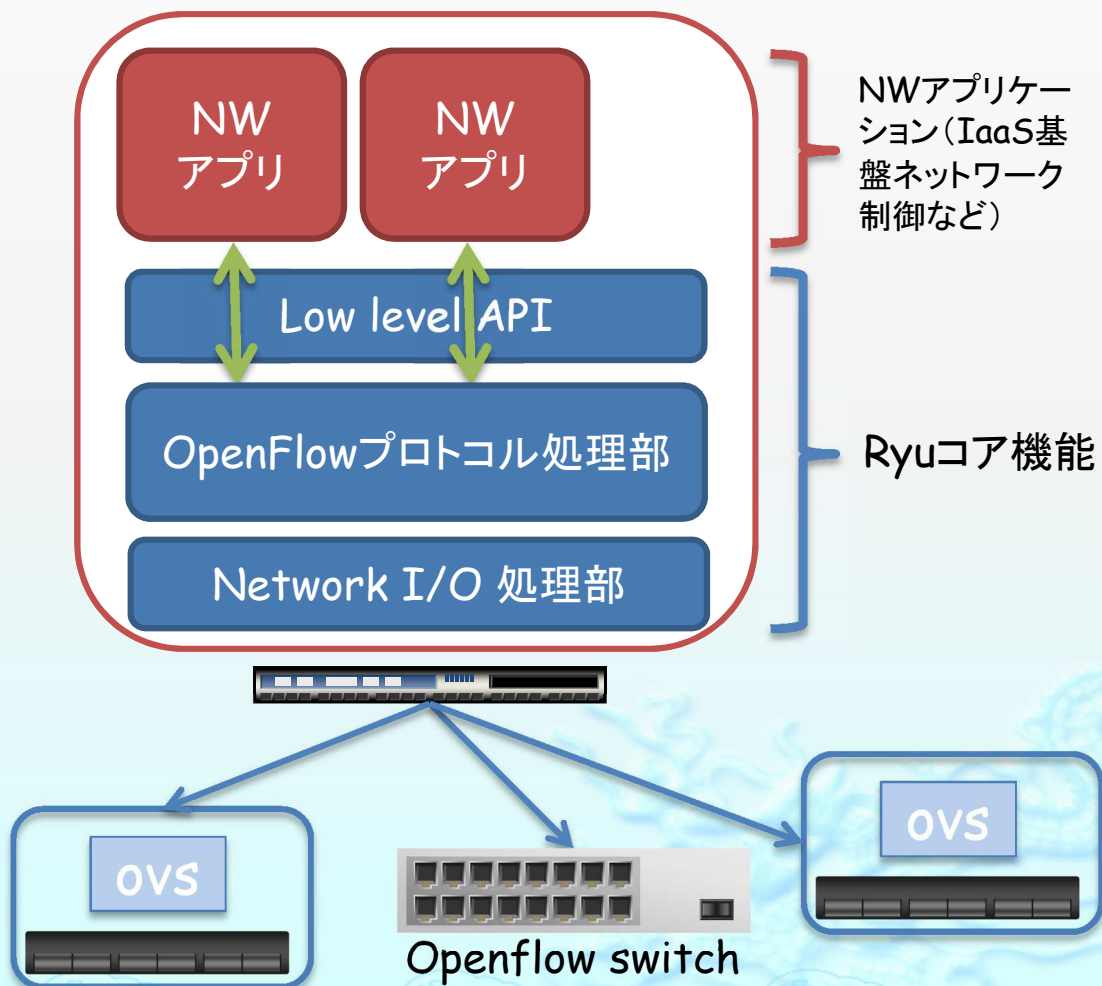 NW
アプリ
NW
アプリ
NWアプリケー
ション（IaaS基
盤ネットワーク
制御など）
Low level API
OpenFlowプロトコル処理部
Ryuコア機能
Network I/O 処理部
ovs
ovs
Openflow switch